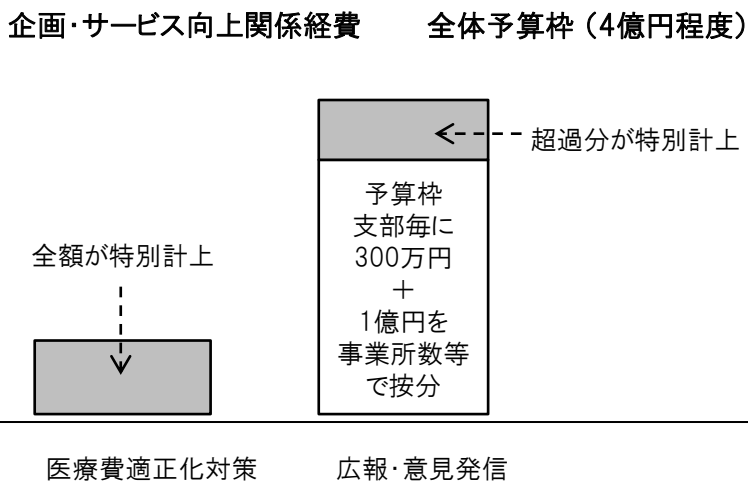 企画・サービス向上関係経費　　全体予算枠（4億円程度）
超過分が特別計上
予算枠
支部毎に
300万円
＋
1億円を
事業所数等
で按分
全額が特別計上
医療費適正化対策
広報・意見発信